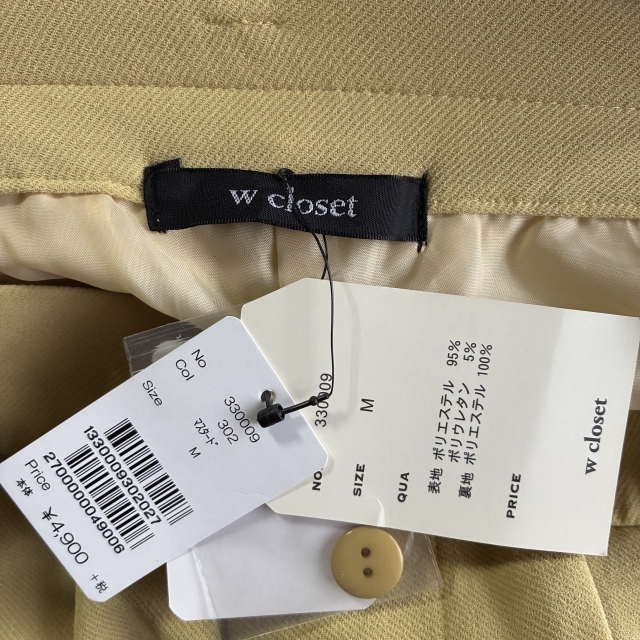 w closet
No 330009
Col 302
マスタード
Size M
1330009302027
2700000049006
Price
本体 ¥4,900 +税
NO. 330009
SIZE M
QUA 表地 ポリエステル 95%
ポリウレタン 5%
裏地 ポリエステル 100%
PRICE
w closet